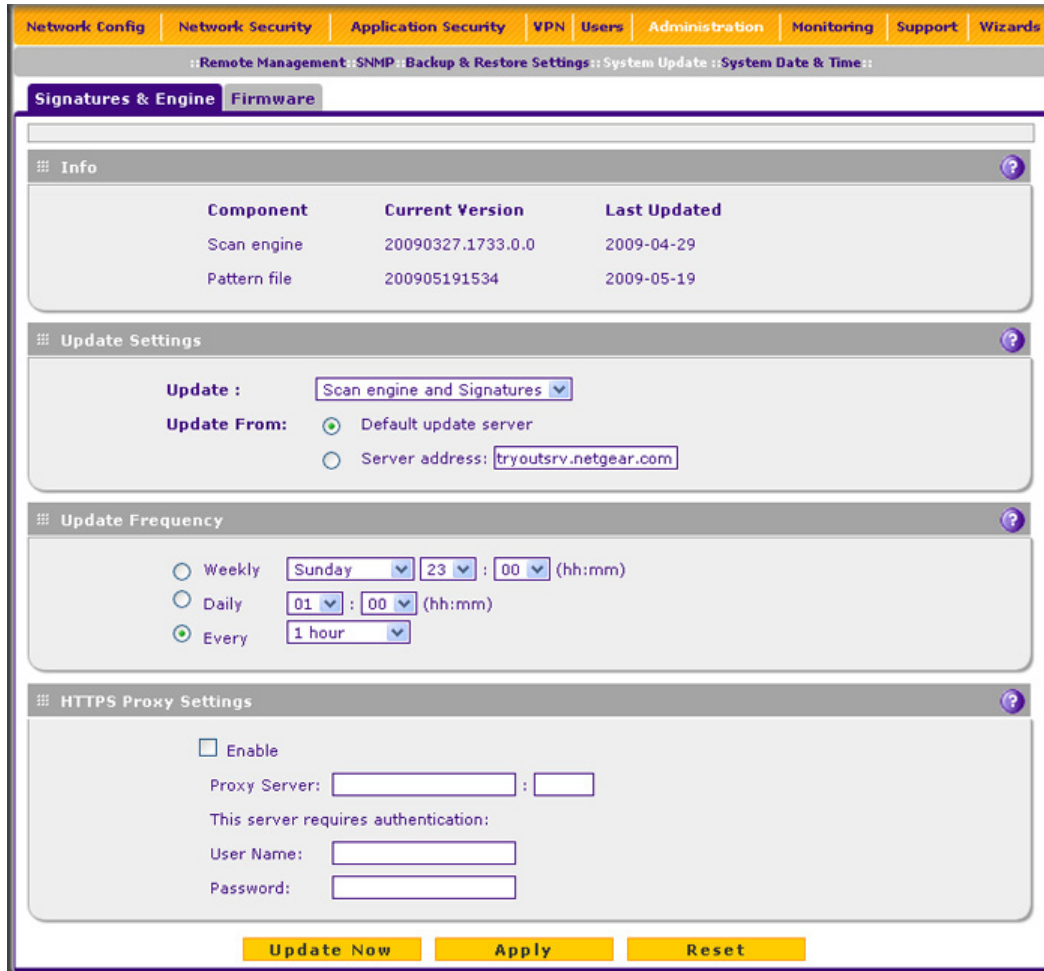 Network Config Network Security Application Security VPN Users Administration Monitoring Support Wizards
::Remote Management::SNMP::Backup & Restore Settings::System Update::System Date & Time::
Signatures & Engine Firmware
Info ?
Component Current Version Last Updated
Scan engine 20090327.1733.0.0 2009-04-29
Pattern file 200905191534 2009-05-19
Update Settings ?
Update : Scan engine and Signatures
Update From: Default update server
Server address: tryoutsrv.netgear.com
Update Frequency ?
Weekly Sunday 23 : 00 (hh:mm)
Daily 01 : 00 (hh:mm)
Every 1 hour
HTTPS Proxy Settings ?
Enable
Proxy Server: :
This server requires authentication:
User Name:
Password:
Update Now Apply Reset